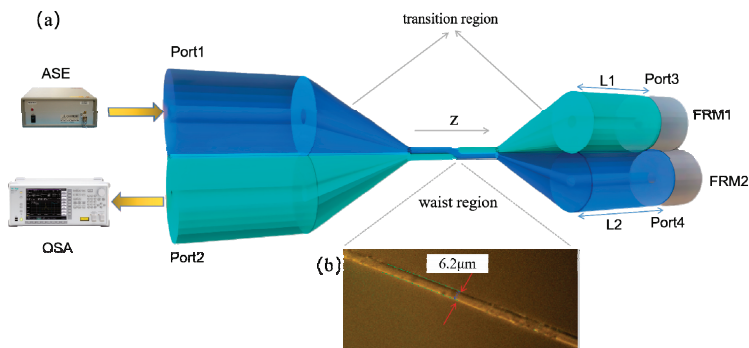 (a)
transition region
Port1
ASE
L1
Port3
Z
FRM1
FRM2
waist region
L2
Port4
OSA
Port2
(b)
6.2μm